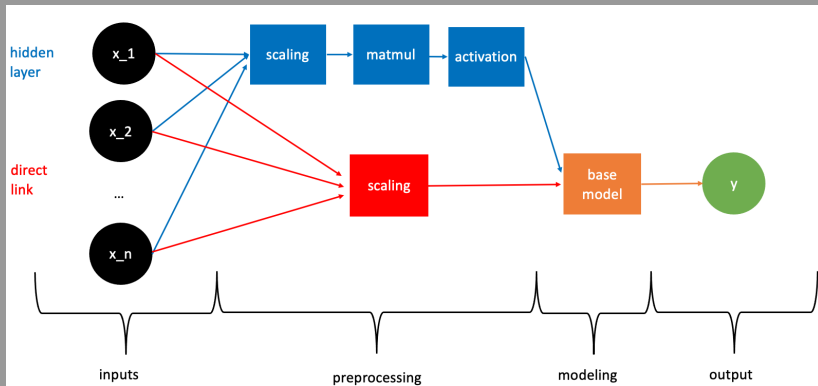 hidden
layer
x_1
scaling
matmul
activation
x_2
direct
link
...
scaling
base
model
y
x_n
inputs
preprocessing
modeling
output